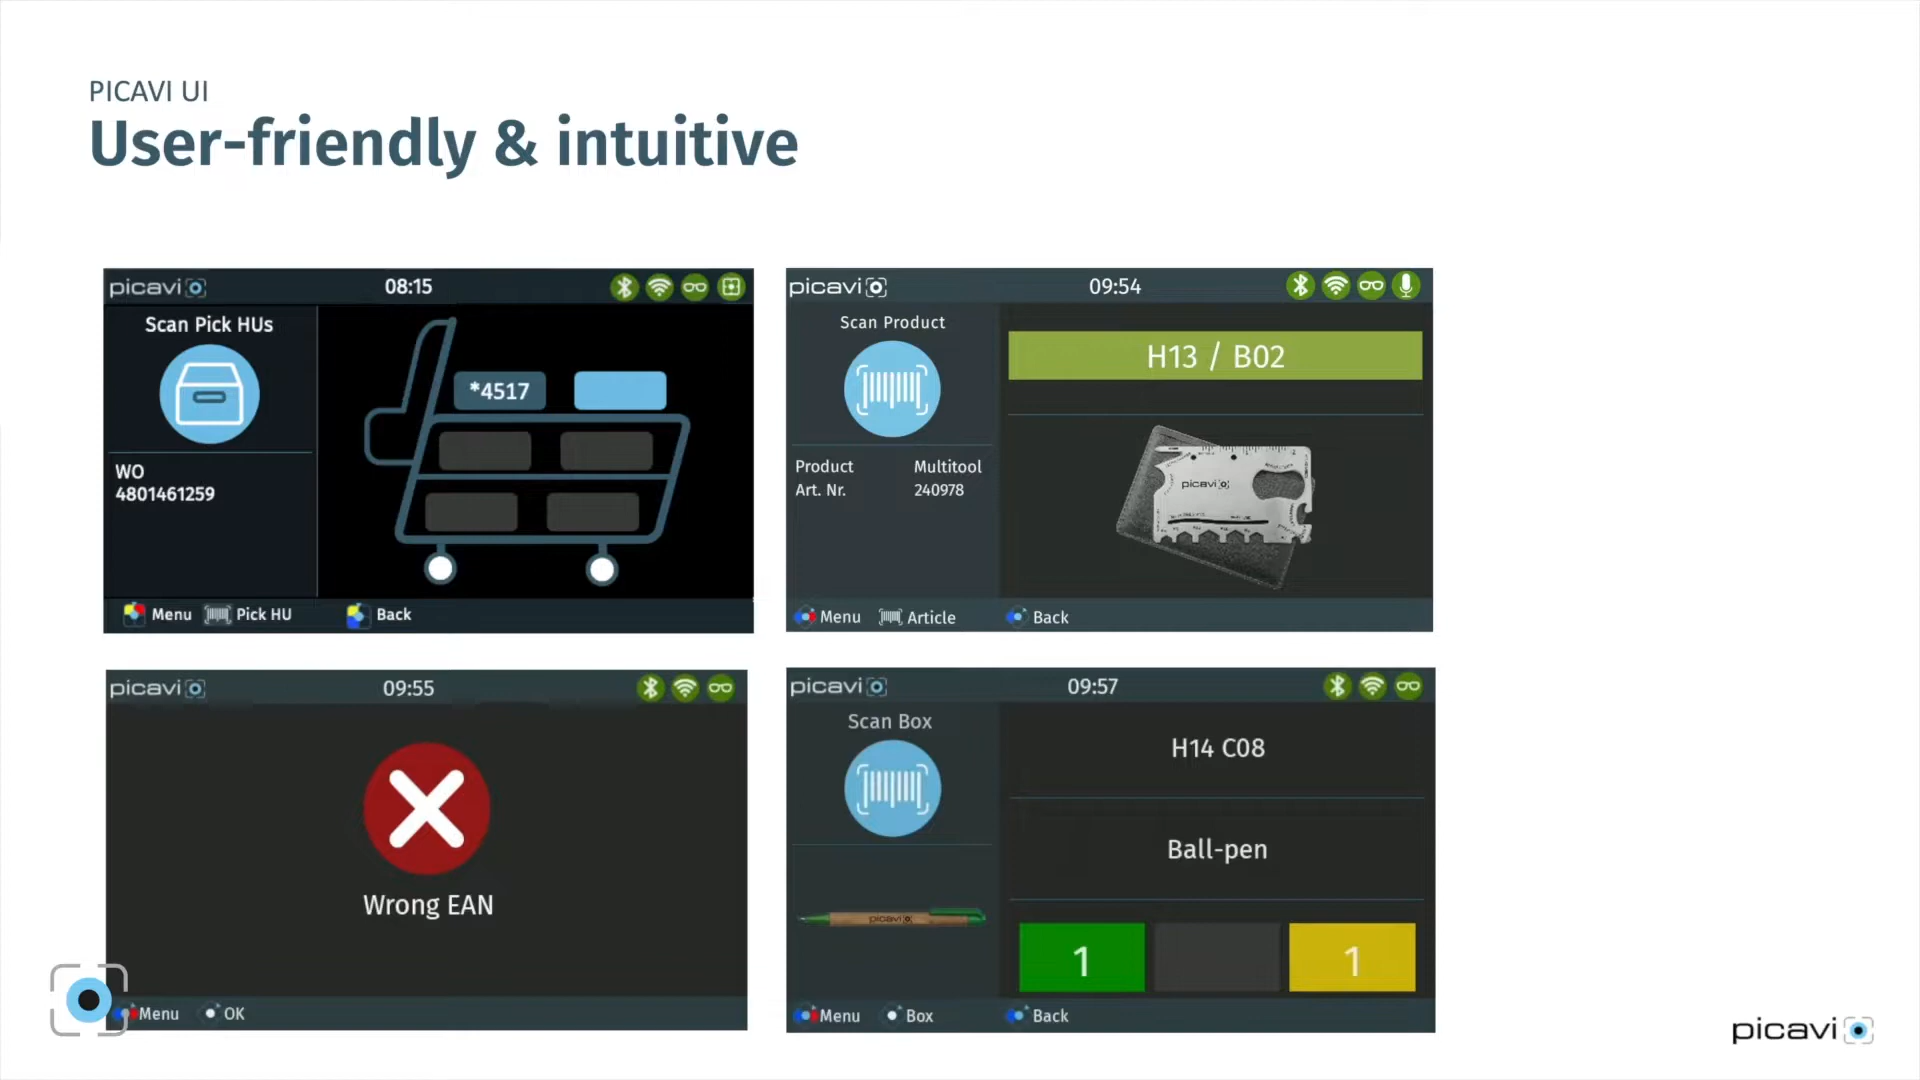 PICAVI UI
User-friendly & intuitive
picavi 08:15
Scan Pick HUs
*4517
WO
4801461259
Menu Pick HU Back
picavi 09:54
Scan Product
H13 / B02
Product Multitool
Art. Nr. 240978
picavi
Menu Article Back
picavi 09:55
Wrong EAN
Menu OK
picavi 09:57
Scan Box
H14 C08
Ball-pen
picavi
1 1
Menu Box Back
picavi